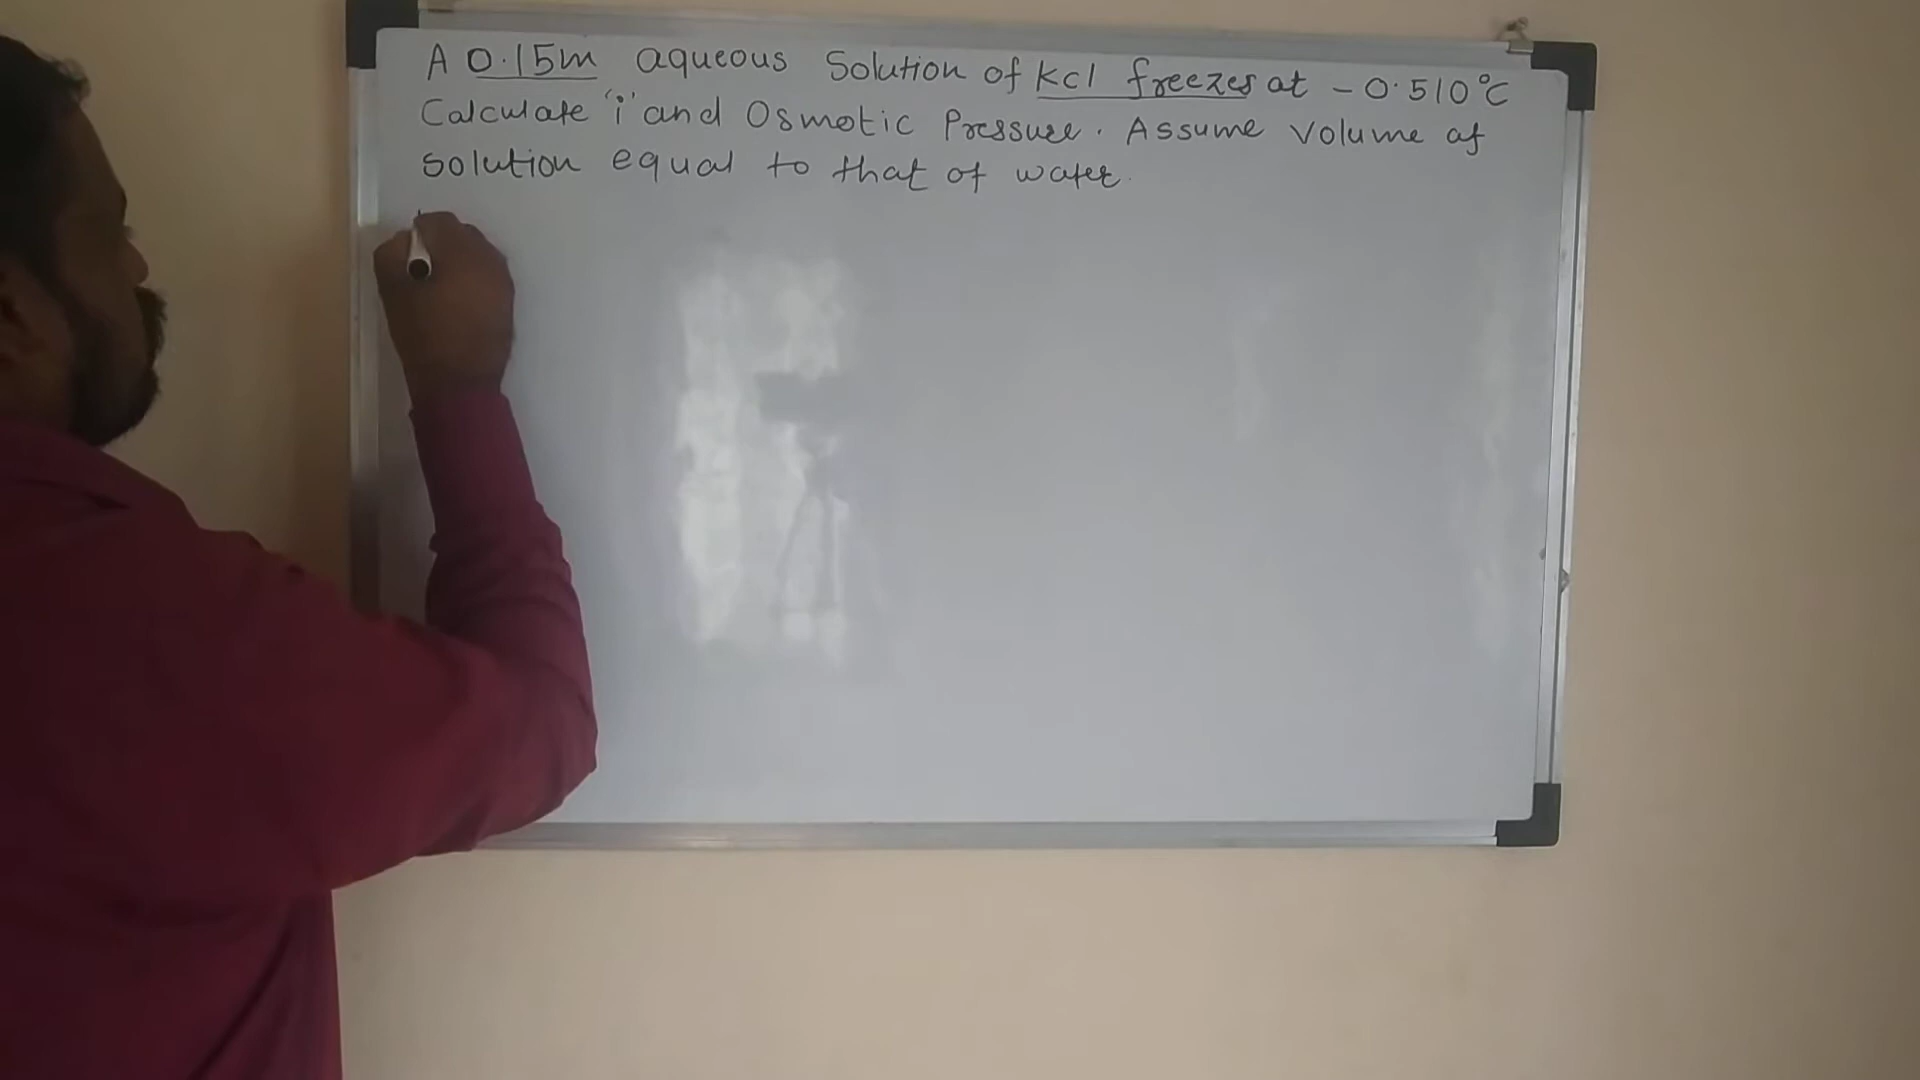 A 0.15m aqueous Solution of kcl freezes at - 0.510°C
Calculate 'i' and Osmotic Pressure. Assume Volume of
solution equal to that of water.